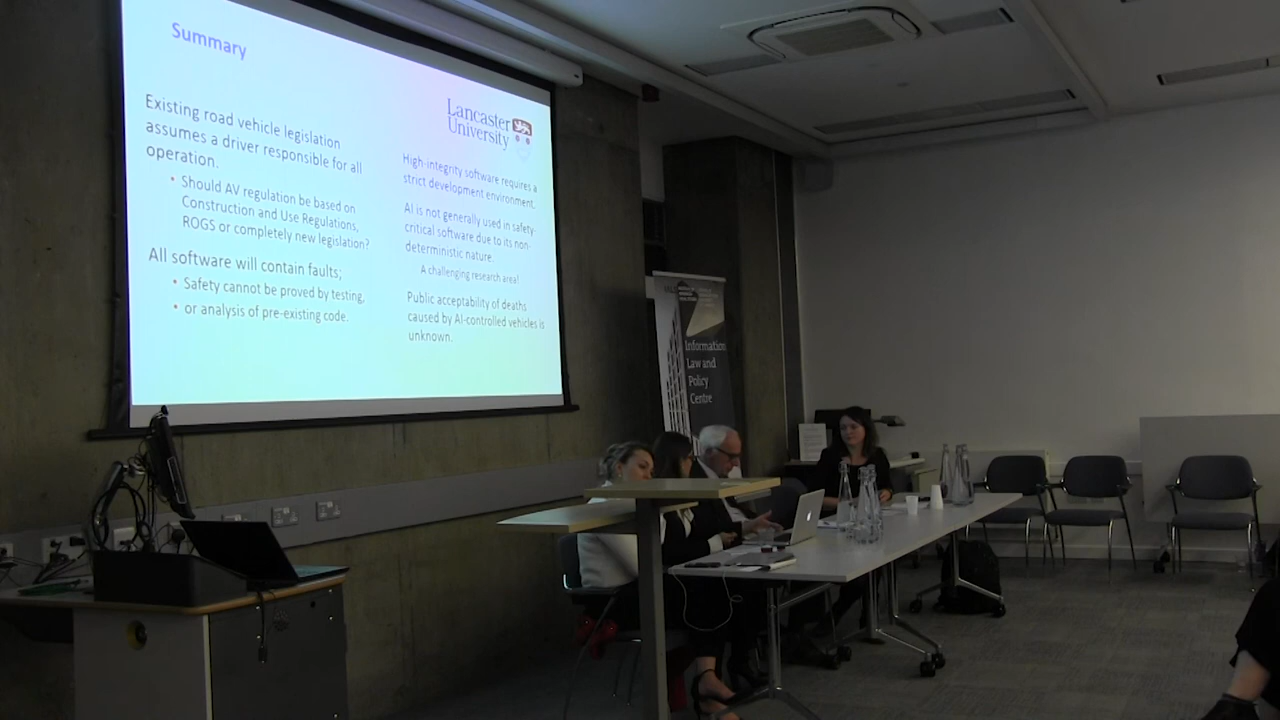 Summary
Existing road vehicle legislation
assumes a driver responsible for all
operation.
• Should AV regulation be based on
Construction and Use Regulations,
ROGS or completely new legislation?
All software will contain faults;
• Safety cannot be proved by testing,
• or analysis of pre-existing code.
Lancaster
University
High-integrity software requires a
strict development environment.
AI is not generally used in safety-
critical software due to its non-
deterministic nature.
A challenging research area!
Public acceptability of deaths
caused by AI-controlled vehicles is
unknown.
Information
Law and
Policy
Centre